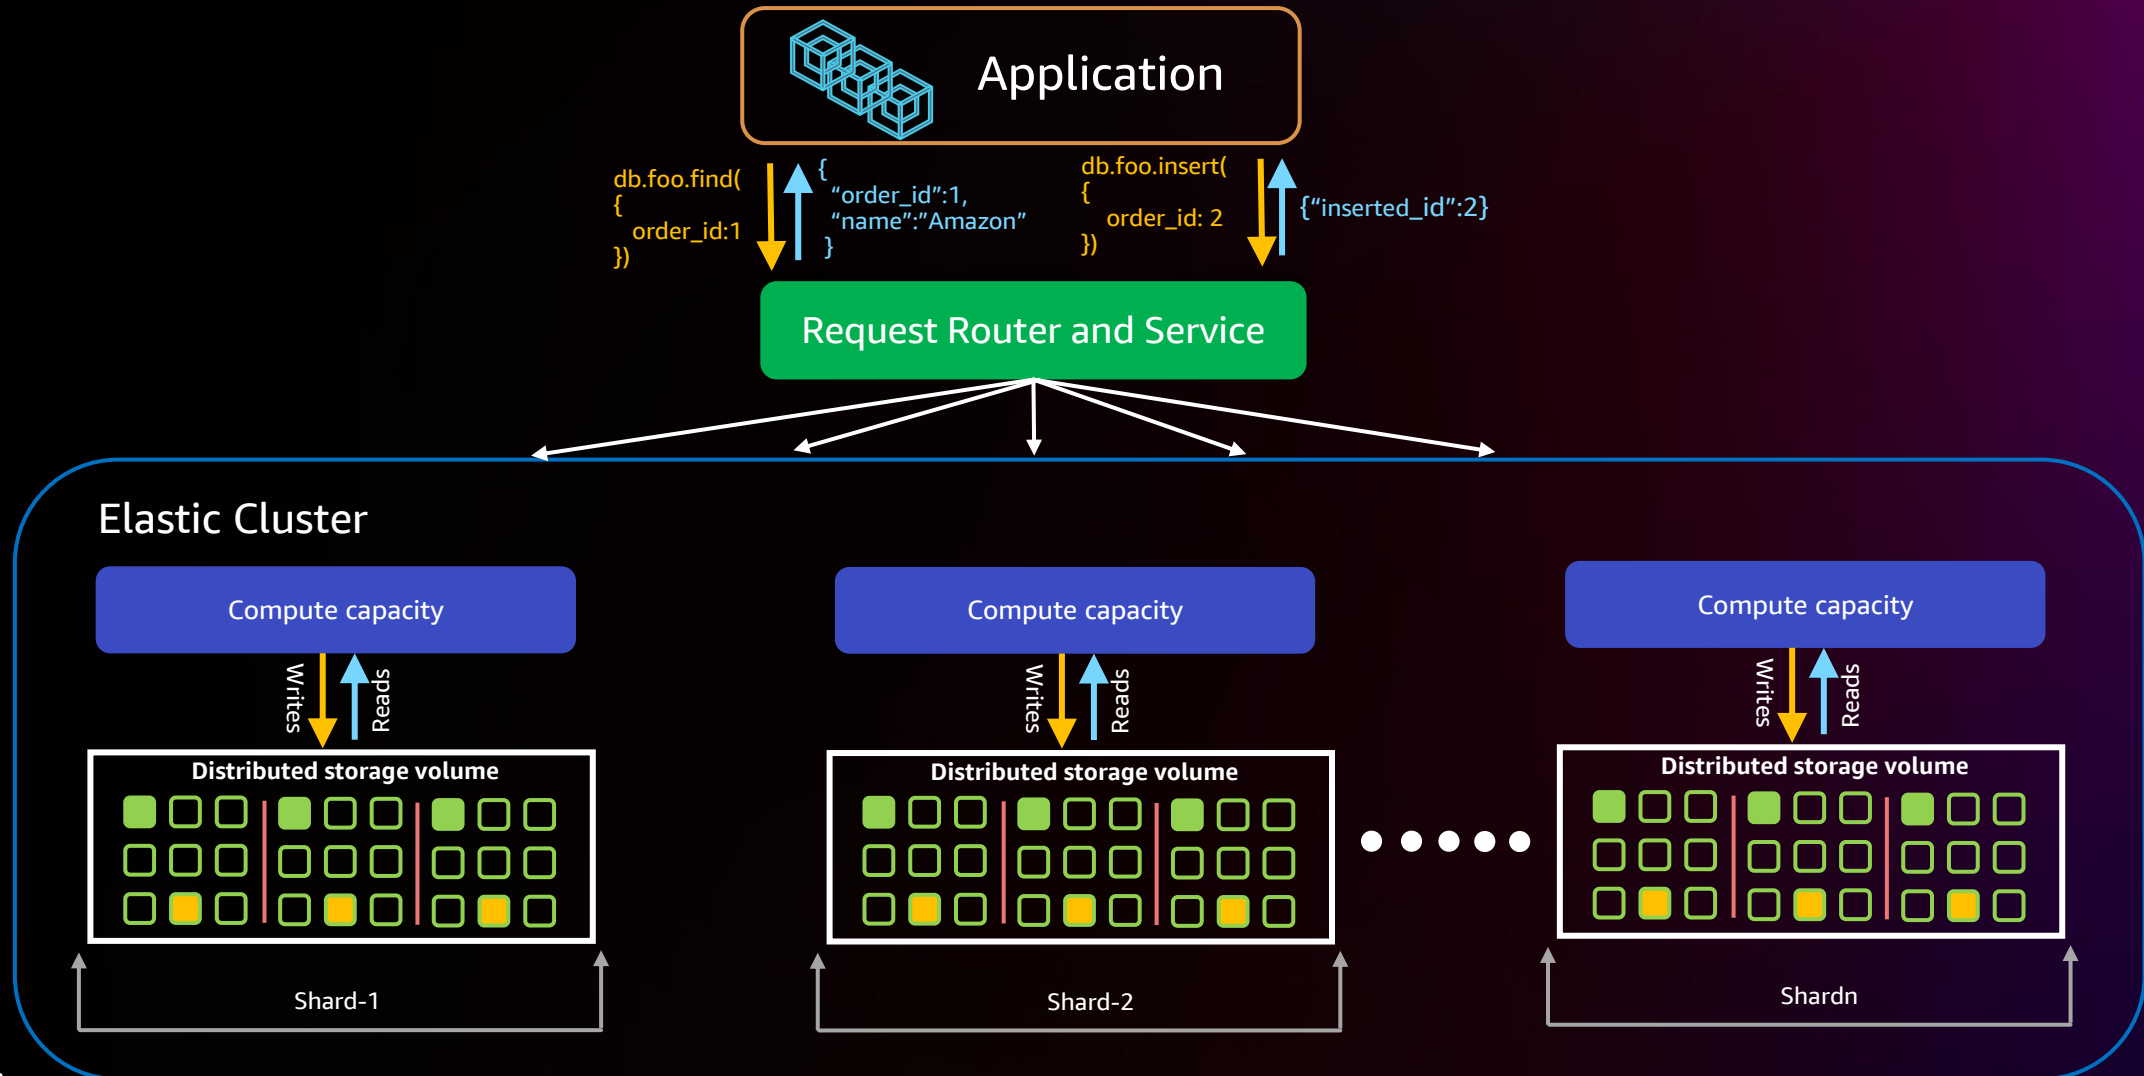 Application
db.foo.find(
{
order_id:1
})
{
“order_id”:1,
“name”:”Amazon”
}
db.foo.insert(
{
order_id: 2
})
{“inserted_id”:2}
Request Router and Service
Elastic Cluster
Compute capacity
Writes
Reads
Distributed storage volume
Shard-1
Compute capacity
Writes
Reads
Distributed storage volume
Shard-2
Compute capacity
Writes
Reads
Distributed storage volume
Shardn